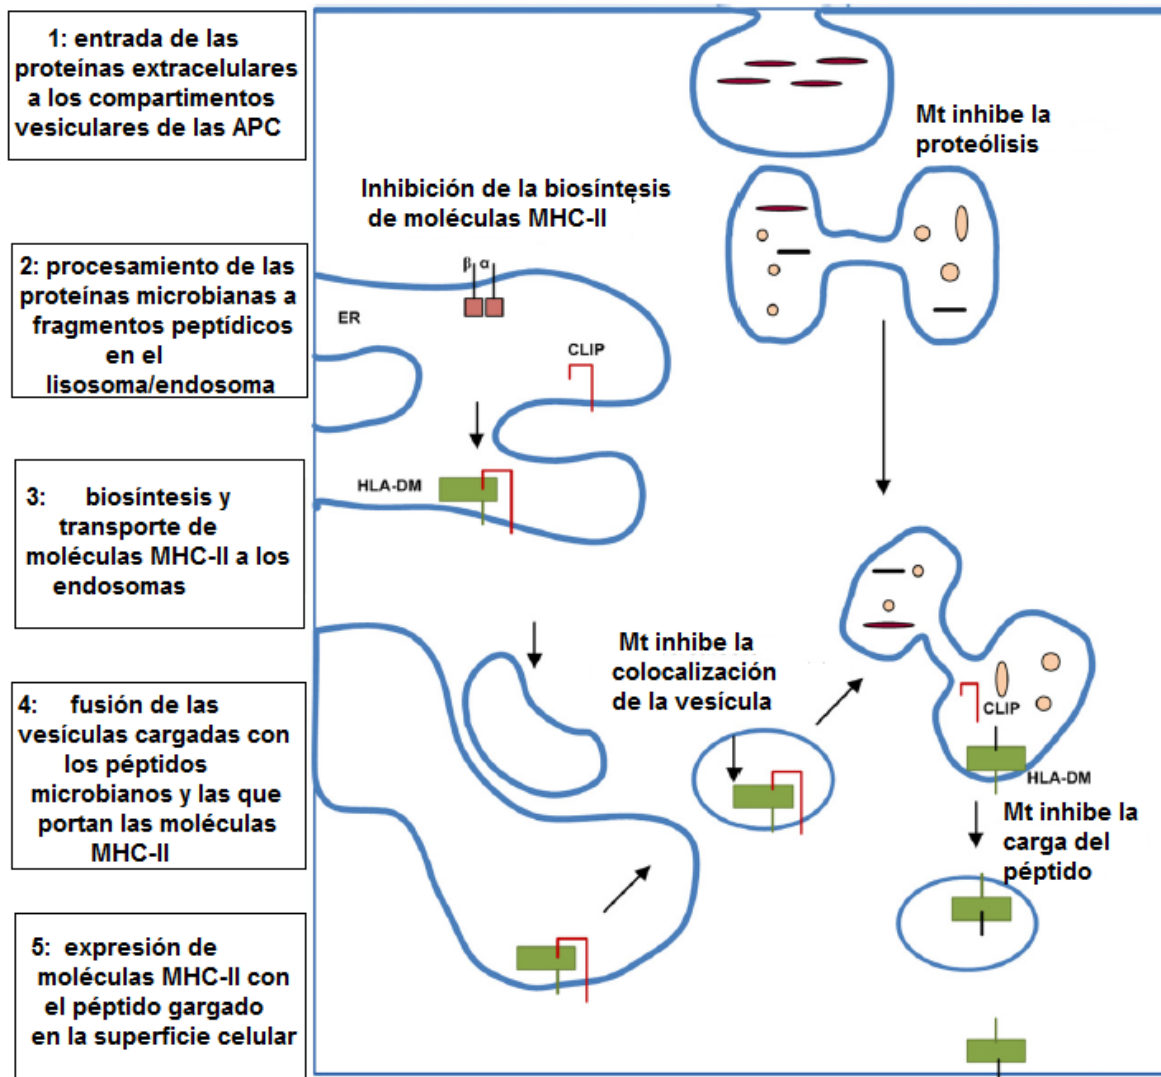 1: entrada de las
proteínas extracelulares
a los compartimentos
vesiculares de las APC
2: procesamiento de las
proteínas microbianas a
fragmentos peptídicos
en el
lisosoma/endosoma
3: biosíntesis y
transporte de
moléculas MHC-II a los
endosomas
4: fusión de las
vesículas cargadas con
los péptidos
microbianos y las que
portan las moléculas
MHC-II
5: expresión de
moléculas MHC-II con
el péptido gargado
en la superficie celular
Mt inhibe la
proteólisis
Inhibición de la biosíntesis
de moléculas MHC-II
β α
ER
CLIP
HLA-DM
Mt inhibe la
colocalización
de la vesícula
CLIP
HLA-DM
Mt inhibe la
carga del
péptido